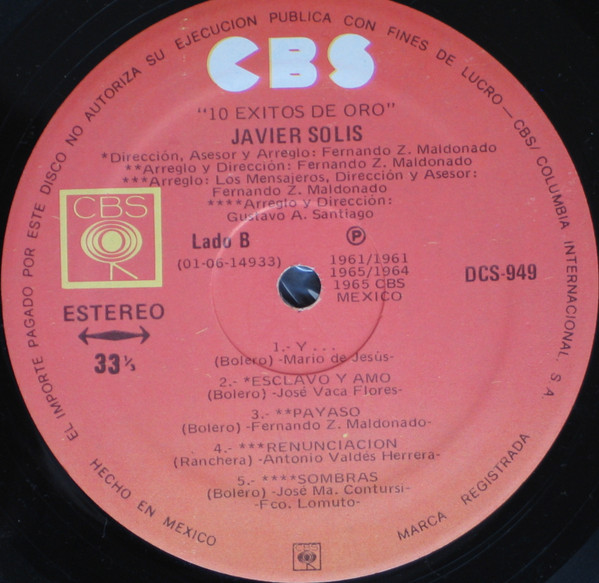 EL IMPORTE PAGADO POR ESTE DISCO NO AUTORIZA SU EJECUCION PUBLICA CON FINES DE LUCRO — CBS/ COLUMBIA INTERNACIONAL, S A
CBS
"10 EXITOS DE ORO"
JAVIER SOLIS
*Dirección, Asesor y Arreglo: Fernando Z. Maldonado
**Arreglo y Dirección: Fernando Z. Maldonado
***Arreglo: Los Mensajeros, Dirección y Asesor:
Fernando Z. Maldonado
****Arreglo y Dirección:
Gustavo A. Santiago
CBS
ESTEREO
33 1/3
Lado B
(01-06-14933)
Ⓟ
1961/1961
1965/1964
1965 CBS
MEXICO
DCS-949
1.- Y . . .
(Bolero) -Mario de Jesús-
2.- *ESCLAVO Y AMO
(Bolero) -José Vaca Flores-
3.- **PAYASO
(Bolero) -Fernando Z. Maldonado-
4.- ***RENUNCIACION
(Ranchera) -Antonio Valdés Herrera-
5.- ****SOMBRAS
(Bolero) -José Ma. Contursi-
-Fco. Lomuto-
HECHO EN MEXICO
CBS
MARCA REGISTRADA